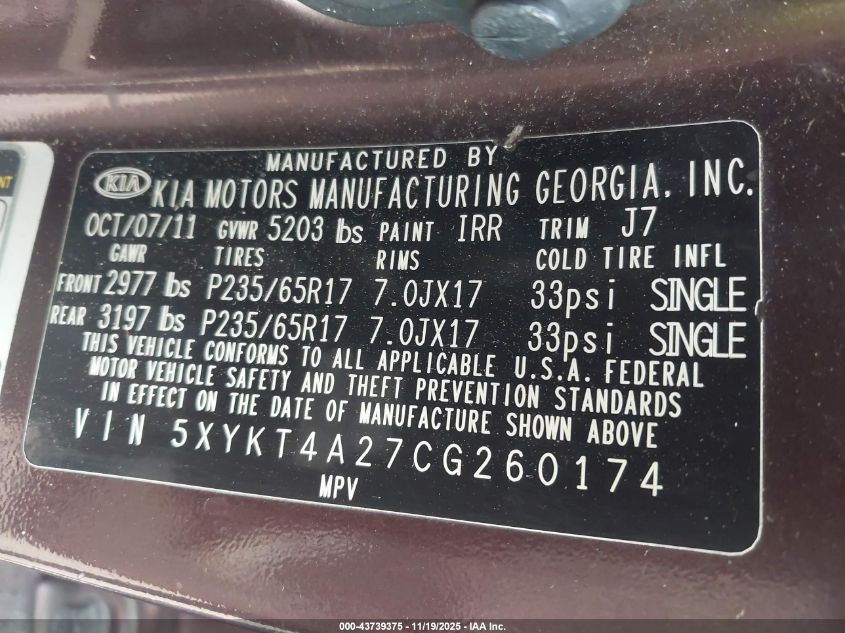 MANUFACTURED BY
KIA KIA MOTORS MANUFACTURING GEORGIA, INC.
OCT/07/11 GVWR 5203 lbs PAINT IRR TRIM J7
GAWR TIRES RIMS COLD TIRE INFL
FRONT 2977 lbs P235/65R17 7.0JX17 33psi SINGLE
REAR 3197 lbs P235/65R17 7.0JX17 33psi SINGLE
THIS VEHICLE CONFORMS TO ALL APPLICABLE U.S.A. FEDERAL
MOTOR VEHICLE SAFETY AND THEFT PREVENTION STANDARDS
IN EFFECT ON THE DATE OF MANUFACTURE SHOWN ABOVE
VIN 5XYKT4A27CG260174
MPV
000-43739375 - 11/19/2025 - IAA Inc.